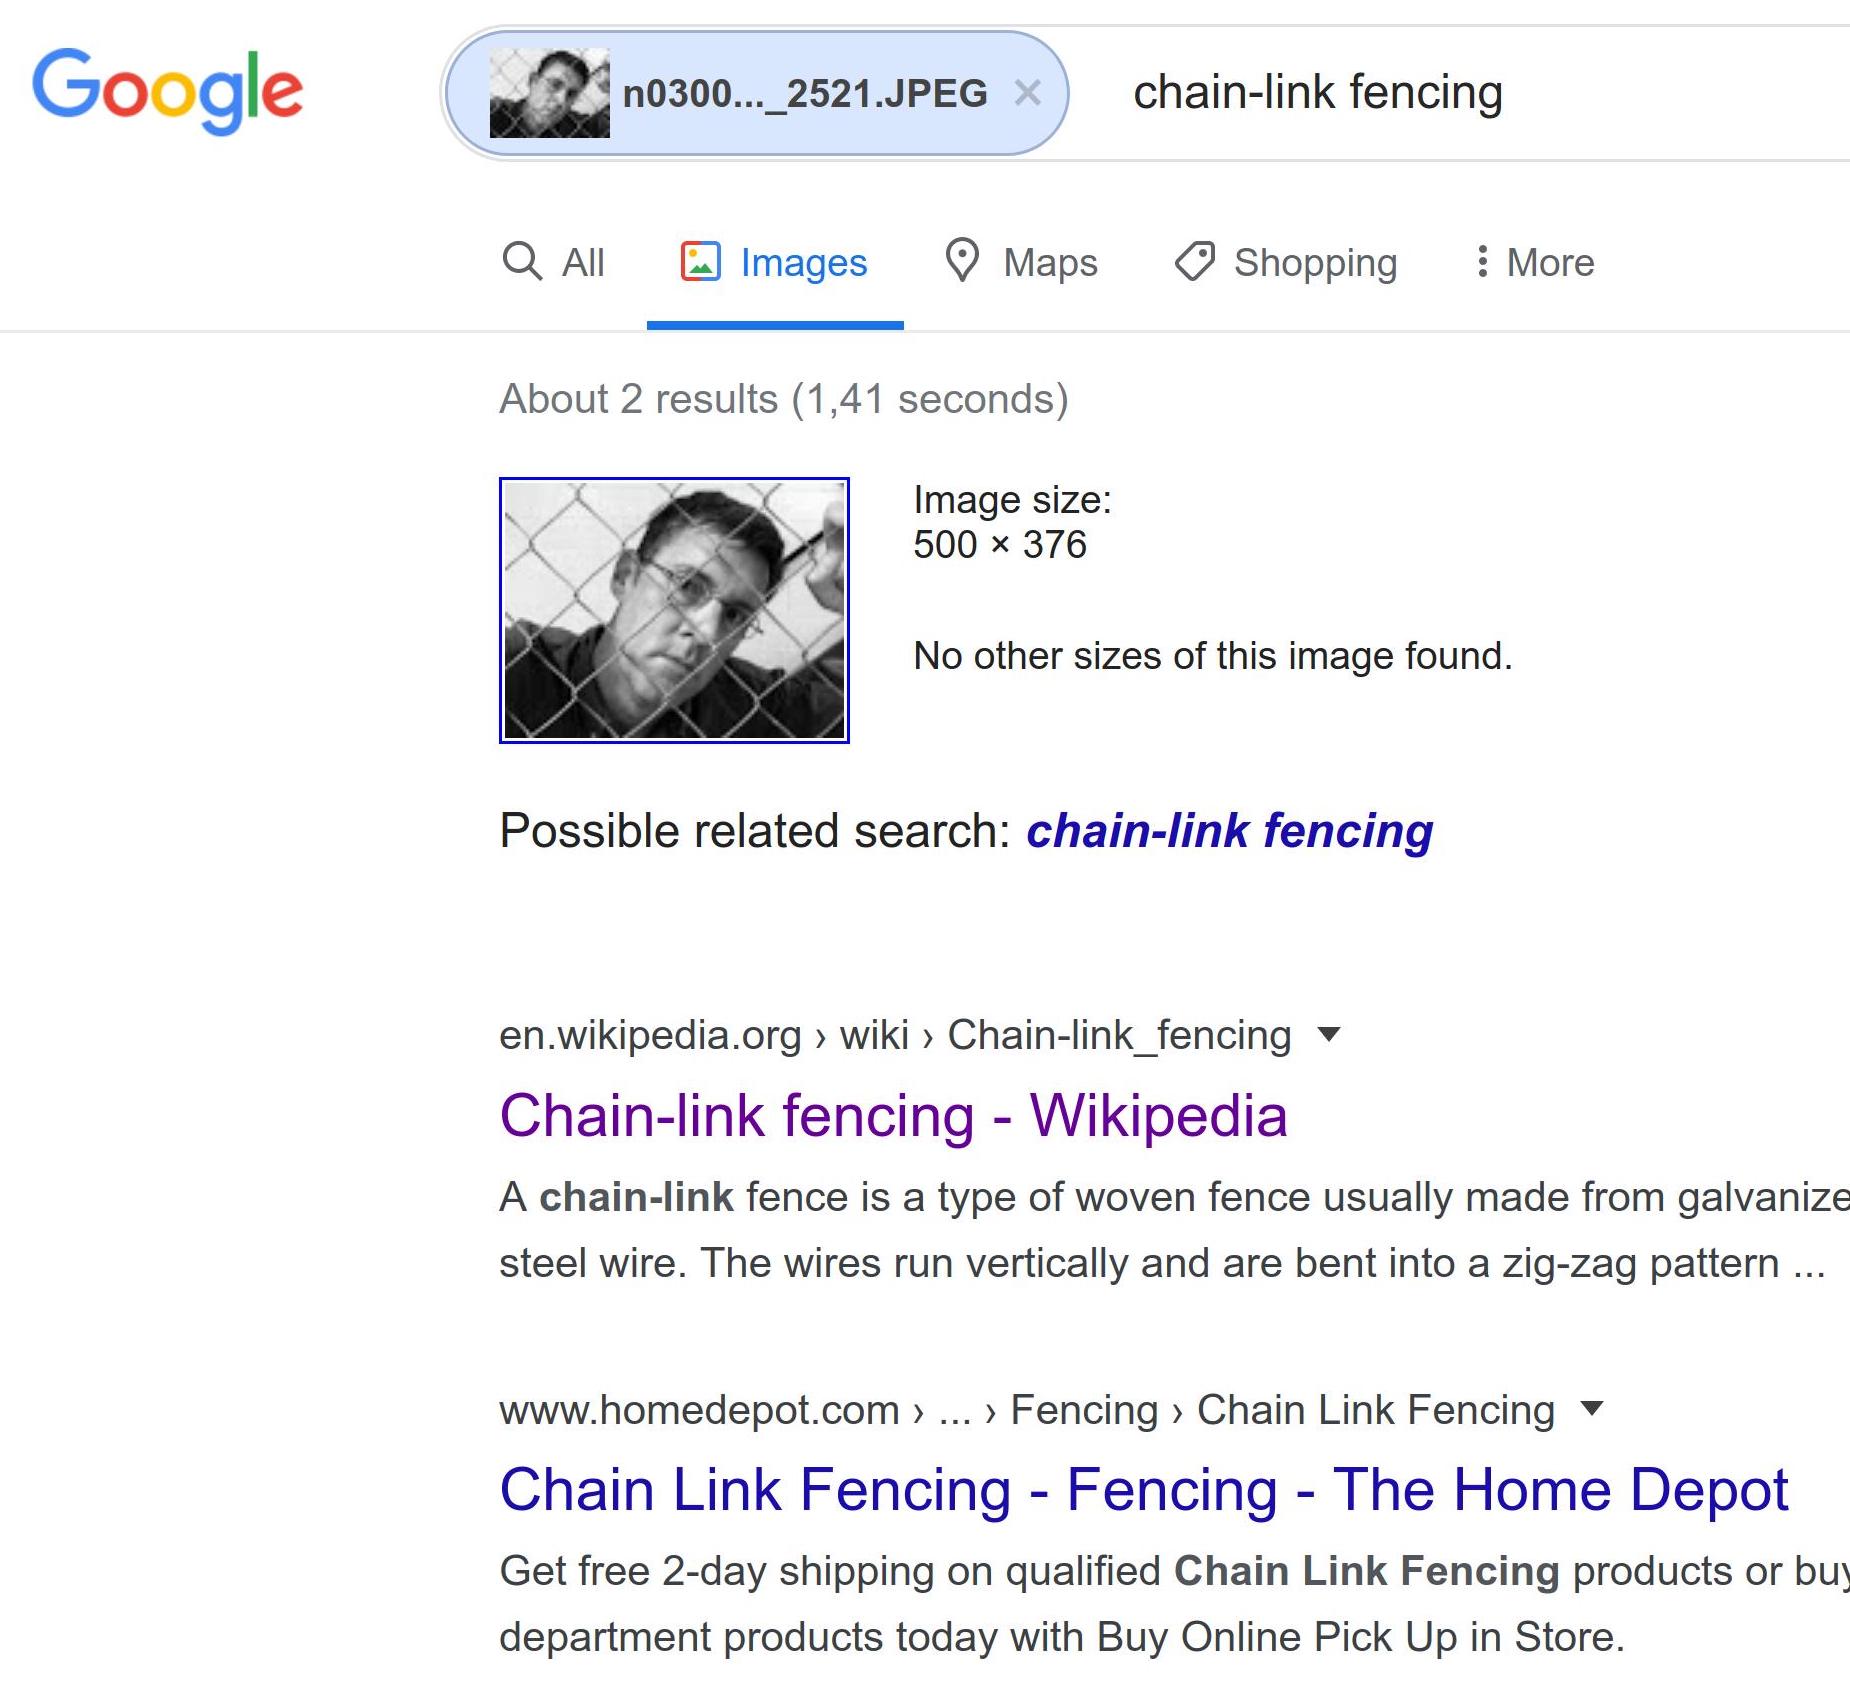 Google
n0300..._2521.JPEG
chain-link fencing
All Images Maps Shopping More
About 2 results (1,41 seconds)
Image size:
500 × 376
No other sizes of this image found.
Possible related search: chain-link fencing
en.wikipedia.org › wiki › Chain-link_fencing
Chain-link fencing - Wikipedia
A chain-link fence is a type of woven fence usually made from galvanize
steel wire. The wires run vertically and are bent into a zig-zag pattern ...
www.homedepot.com › ... › Fencing › Chain Link Fencing
Chain Link Fencing - Fencing - The Home Depot
Get free 2-day shipping on qualified Chain Link Fencing products or buy
department products today with Buy Online Pick Up in Store.